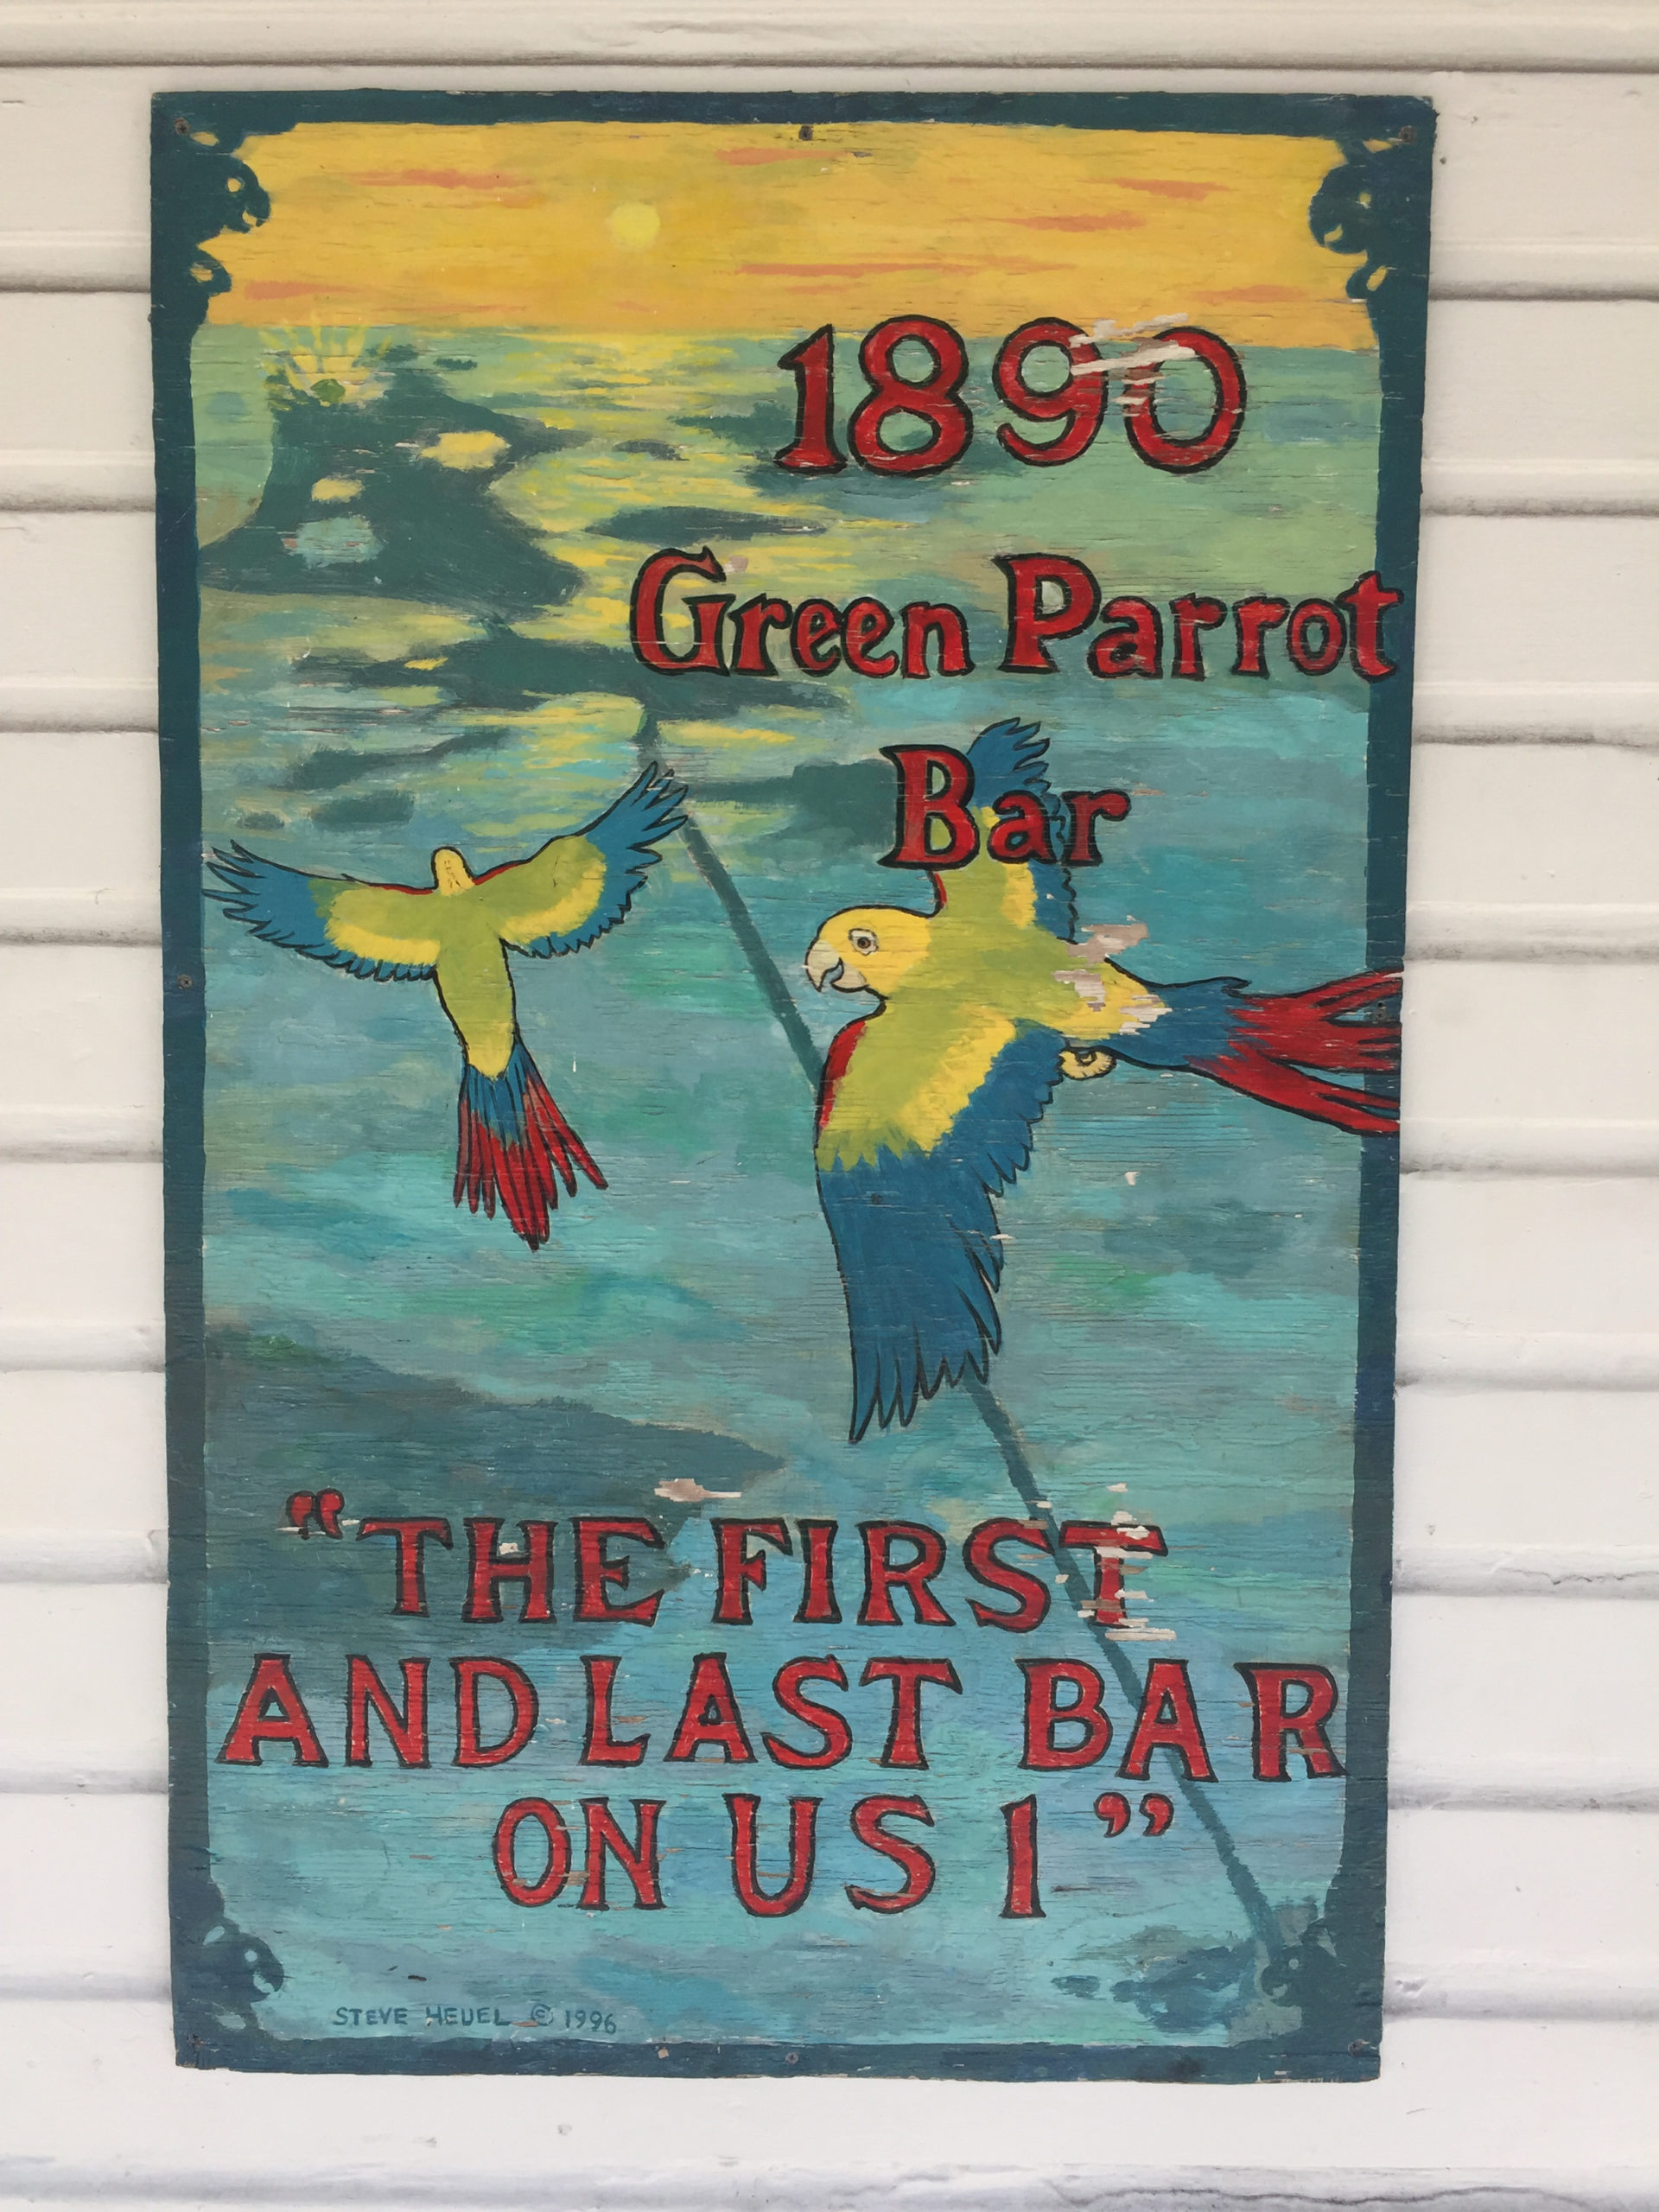 1890
Green Parrot
Bar
“THE FIRST
AND LAST BAR
ON US 1”
STEVE HEUEL © 1996